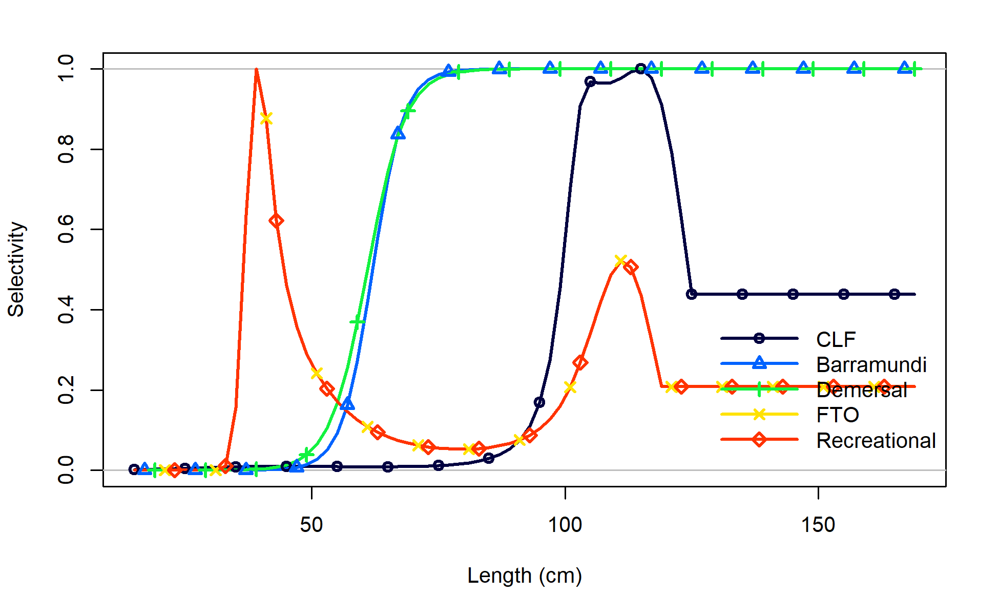 Selectivity
1.0
0.8
0.6
0.4
0.2
0.0
CLF
Barramundi
Demersal
FTO
Recreational
50 100 150
Length (cm)